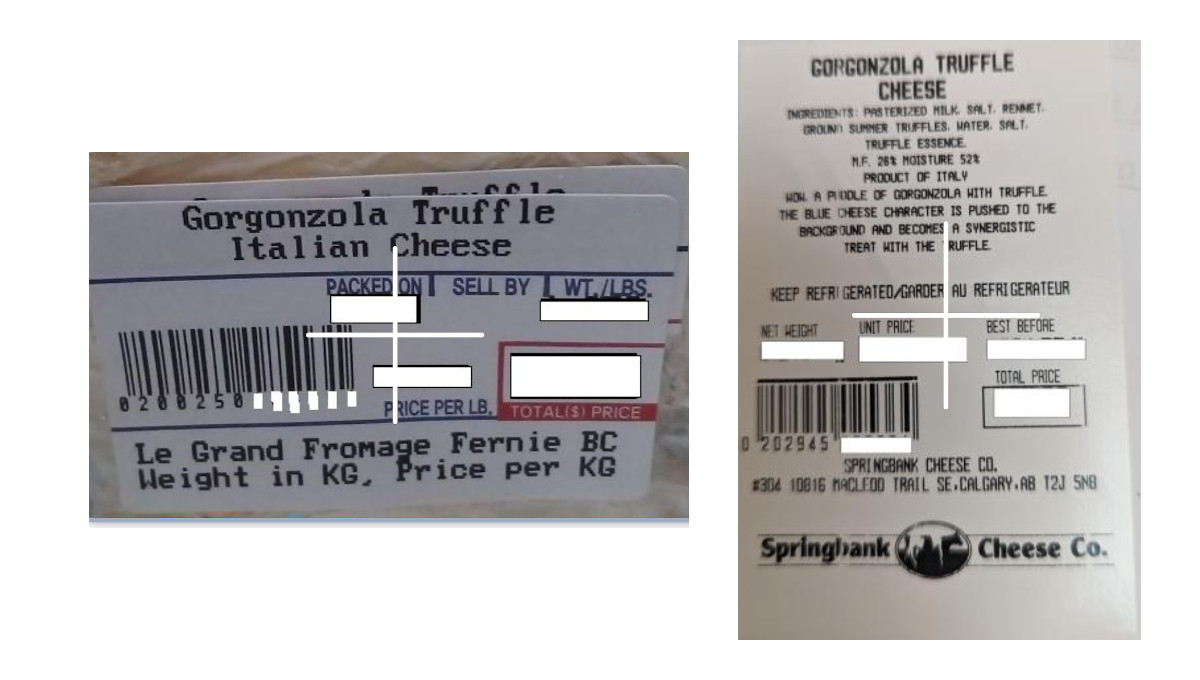 Gorgonzola Truffle
Gorgonzola Truffle
Italian Cheese
PACKED ON SELL BY WT./LBS.
0 200250
PRICE PER LB. TOTAL($) PRICE
Le Grand Fromage Fernie BC
Weight in KG, Price per KG
GORGONZOLA TRUFFLE
CHEESE
INGREDIENTS: PASTERIZED MILK, SALT, RENNET,
GROUND SUMMER TRUFFLES, WATER, SALT,
TRUFFLE ESSENCE.
M.F. 26% MOISTURE 52%
PRODUCT OF ITALY
WOW. A PUDDLE OF GORGONZOLA WITH TRUFFLE.
THE BLUE CHEESE CHARACTER IS PUSHED TO THE
BACKGROUND AND BECOMES A SYNERGISTIC
TREAT WITH THE TRUFFLE.
KEEP REFRIGERATED/GARDER AU REFRIGERATEUR
NET WEIGHT UNIT PRICE BEST BEFORE
TOTAL PRICE
0 202945
SPRINGBANK CHEESE CO.
#304 10816 MACLEOD TRAIL SE,CALGARY,AB T2J 5N8
Springbank Cheese Co.